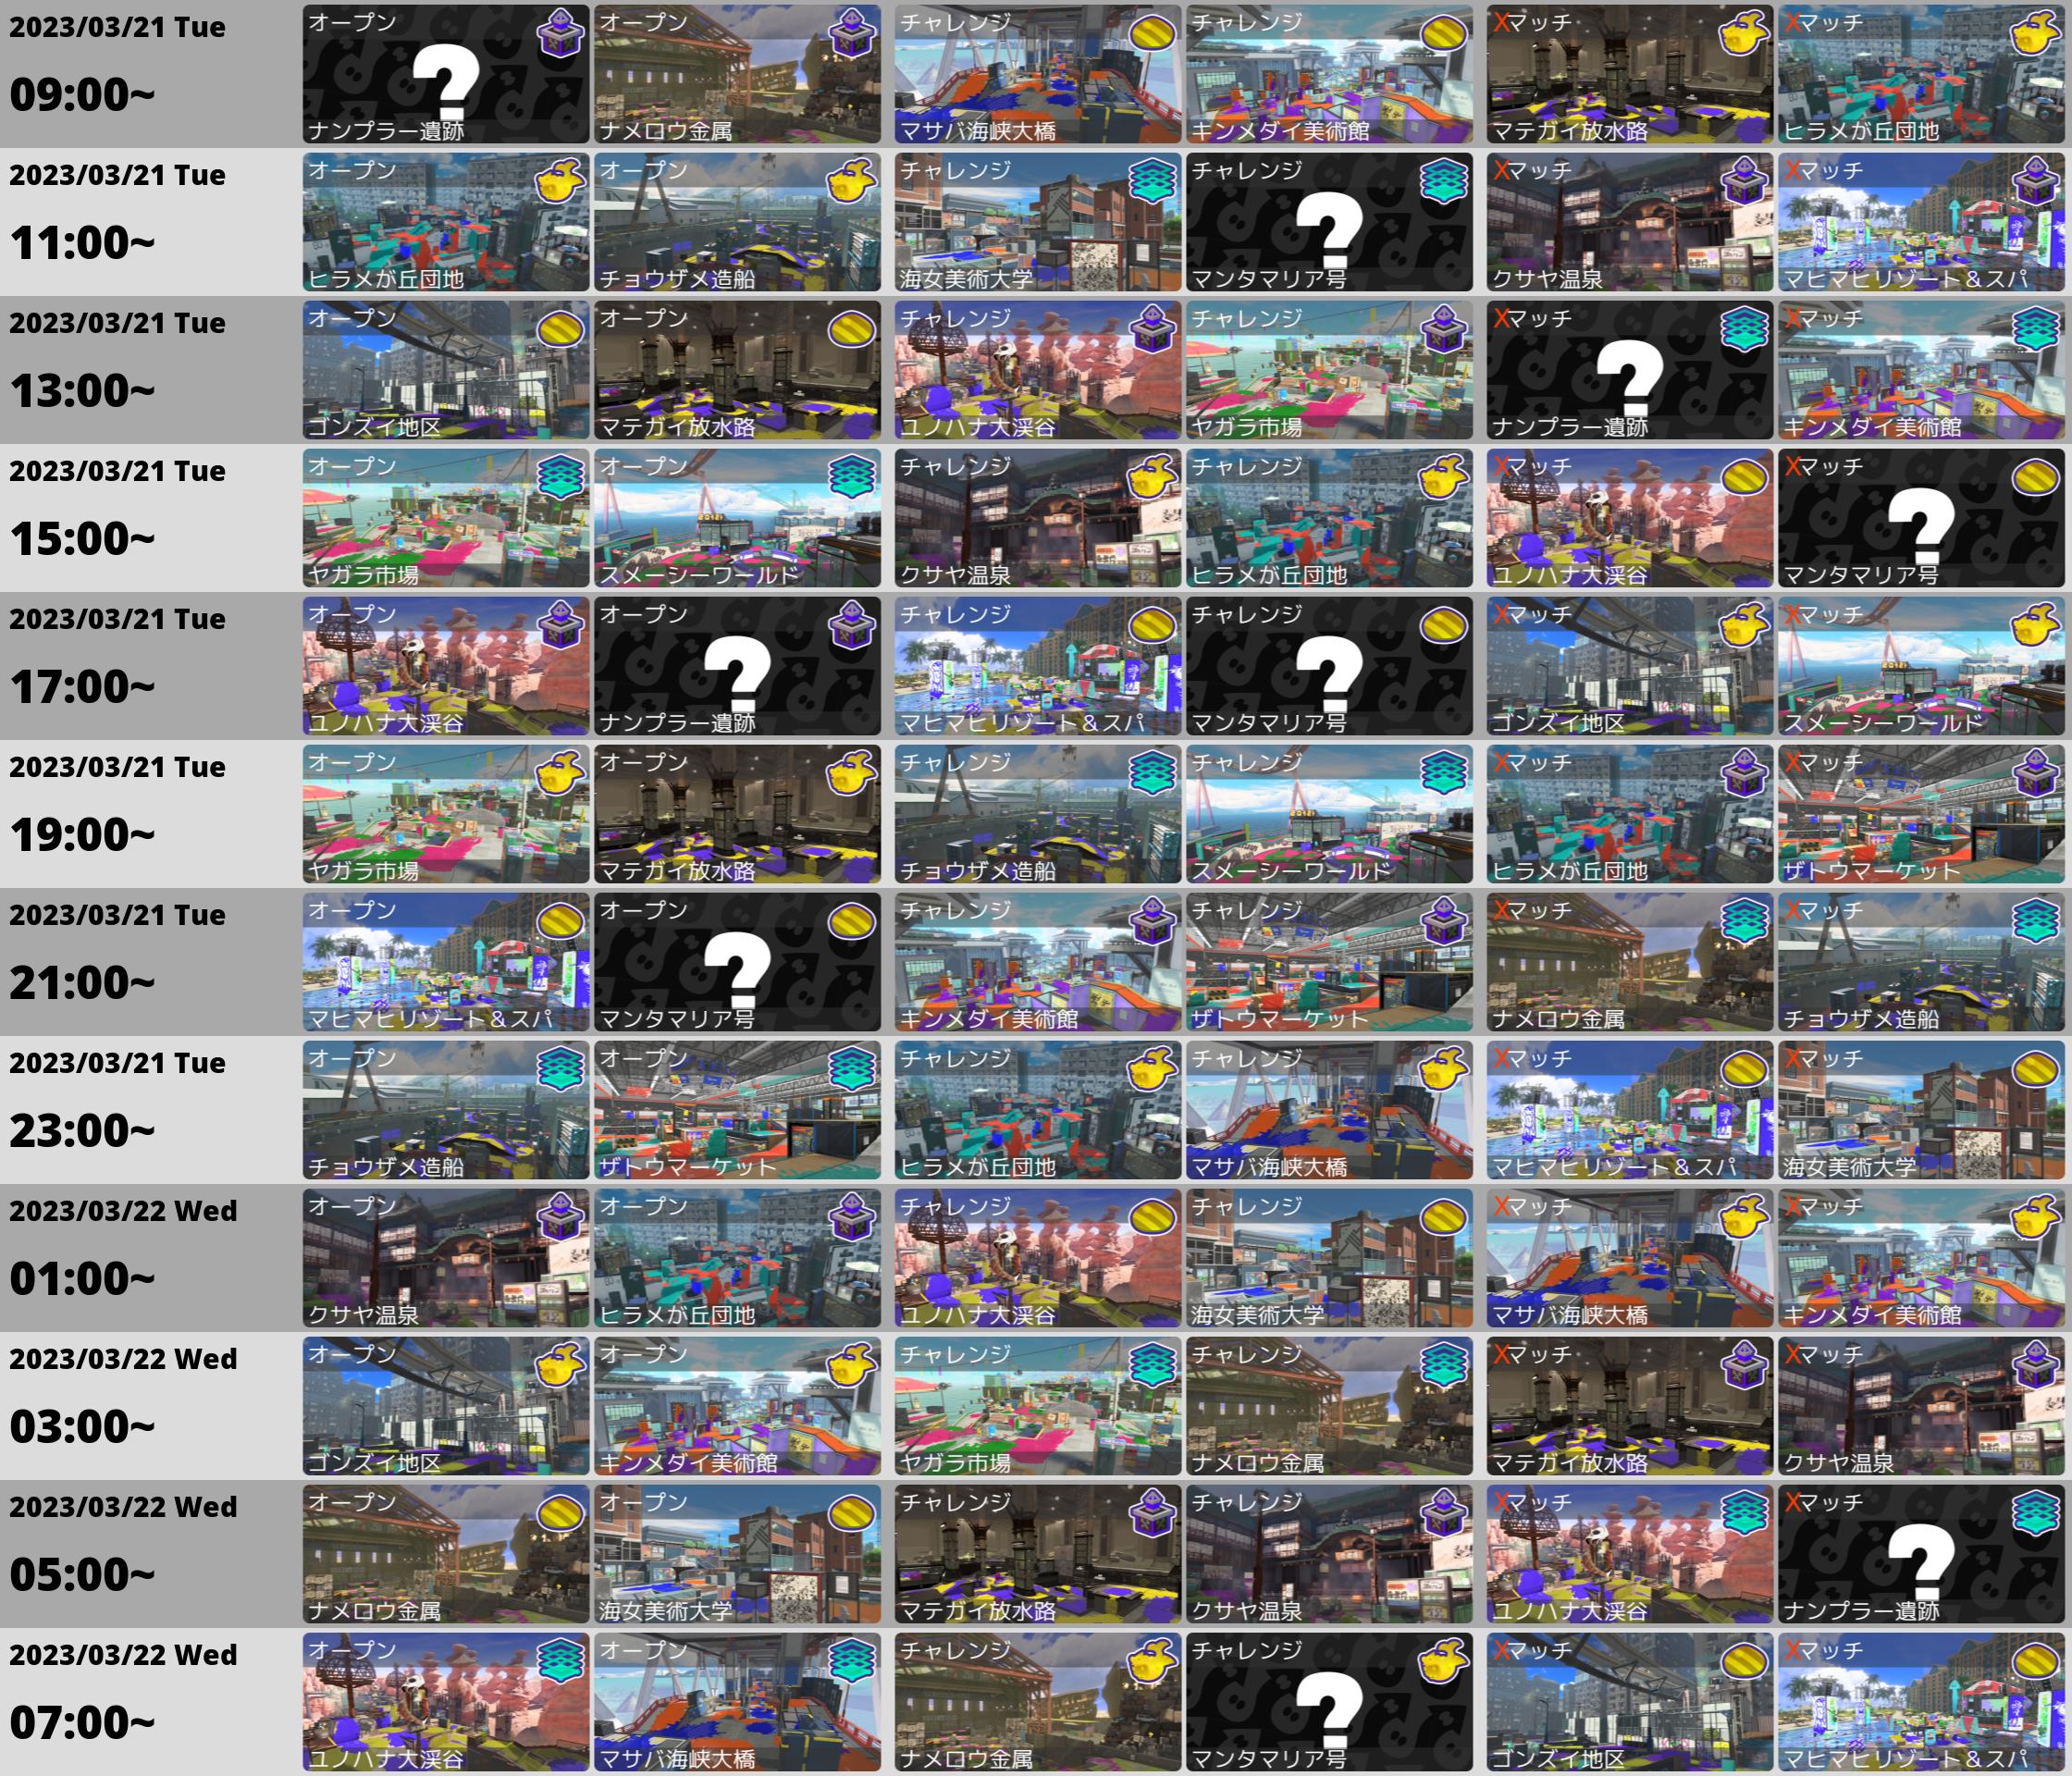 2023/03/21 Tue
09:00~
オープン
ナンプラー遺跡
オープン
ナメロウ金属
チャレンジ
マサバ海峡大橋
チャレンジ
キンメダイ美術館
Xマッチ
マテガイ放水路
Xマッチ
ヒラメが丘団地
2023/03/21 Tue
11:00~
オープン
ヒラメが丘団地
オープン
チョウザメ造船
チャレンジ
海女美術大学
チャレンジ
マンタマリア号
Xマッチ
クサヤ温泉
Xマッチ
マヒマヒリゾート＆スパ
2023/03/21 Tue
13:00~
オープン
ゴンズイ地区
オープン
マテガイ放水路
チャレンジ
ユノハナ大渓谷
チャレンジ
ヤガラ市場
Xマッチ
ナンプラー遺跡
Xマッチ
キンメダイ美術館
2023/03/21 Tue
15:00~
オープン
ヤガラ市場
オープン
スメーシーワールド
チャレンジ
クサヤ温泉
チャレンジ
ヒラメが丘団地
Xマッチ
ユノハナ大渓谷
Xマッチ
マンタマリア号
2023/03/21 Tue
17:00~
オープン
ユノハナ大渓谷
オープン
ナンプラー遺跡
チャレンジ
マヒマヒリゾート＆スパ
チャレンジ
マンタマリア号
Xマッチ
ゴンズイ地区
Xマッチ
スメーシーワールド
2023/03/21 Tue
19:00~
オープン
ヤガラ市場
オープン
マテガイ放水路
チャレンジ
チョウザメ造船
チャレンジ
スメーシーワールド
Xマッチ
ヒラメが丘団地
Xマッチ
ザトウマーケット
2023/03/21 Tue
21:00~
オープン
マヒマヒリゾート＆スパ
オープン
マンタマリア号
チャレンジ
キンメダイ美術館
チャレンジ
ザトウマーケット
Xマッチ
ナメロウ金属
Xマッチ
チョウザメ造船
2023/03/21 Tue
23:00~
オープン
チョウザメ造船
オープン
ザトウマーケット
チャレンジ
ヒラメが丘団地
チャレンジ
マサバ海峡大橋
Xマッチ
マヒマヒリゾート＆スパ
Xマッチ
海女美術大学
2023/03/22 Wed
01:00~
オープン
クサヤ温泉
オープン
ヒラメが丘団地
チャレンジ
ユノハナ大渓谷
チャレンジ
海女美術大学
Xマッチ
マサバ海峡大橋
Xマッチ
キンメダイ美術館
2023/03/22 Wed
03:00~
オープン
ゴンズイ地区
オープン
キンメダイ美術館
チャレンジ
ヤガラ市場
チャレンジ
ナメロウ金属
Xマッチ
マテガイ放水路
Xマッチ
クサヤ温泉
2023/03/22 Wed
05:00~
オープン
ナメロウ金属
オープン
海女美術大学
チャレンジ
マテガイ放水路
チャレンジ
クサヤ温泉
Xマッチ
ユノハナ大渓谷
Xマッチ
ナンプラー遺跡
2023/03/22 Wed
07:00~
オープン
ユノハナ大渓谷
オープン
マサバ海峡大橋
チャレンジ
ナメロウ金属
チャレンジ
マンタマリア号
Xマッチ
ゴンズイ地区
Xマッチ
マヒマヒリゾート＆スパ